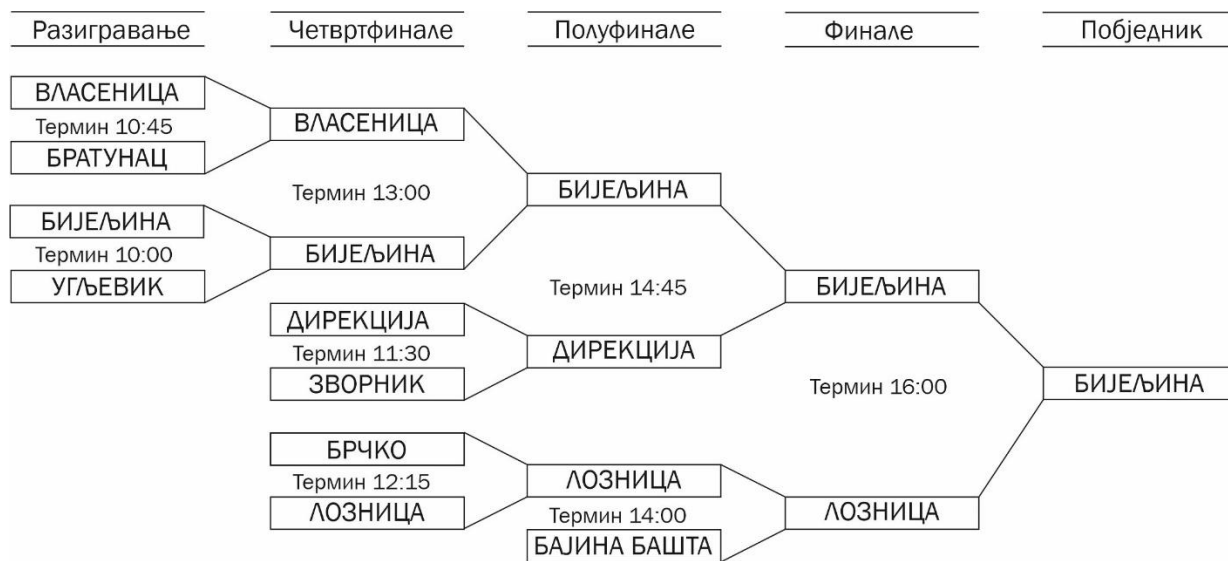 Разигравање
Четвртфинале
Полуфинале
Финале
Побједник
ВЛАСЕНИЦА
Термин 10:45
БРАТУНАЦ
БИЈЕЉИНА
Термин 10:00
УГЉЕВИК
ВЛАСЕНИЦА
Термин 13:00
БИЈЕЉИНА
ДИРЕКЦИЈА
Термин 11:30
ЗВОРНИК
БРЧКО
Термин 12:15
ЛОЗНИЦА
БИЈЕЉИНА
Термин 14:45
ДИРЕКЦИЈА
ЛОЗНИЦА
Термин 14:00
БАЈИНА БАШТА
БИЈЕЉИНА
Термин 16:00
ЛОЗНИЦА
БИЈЕЉИНА